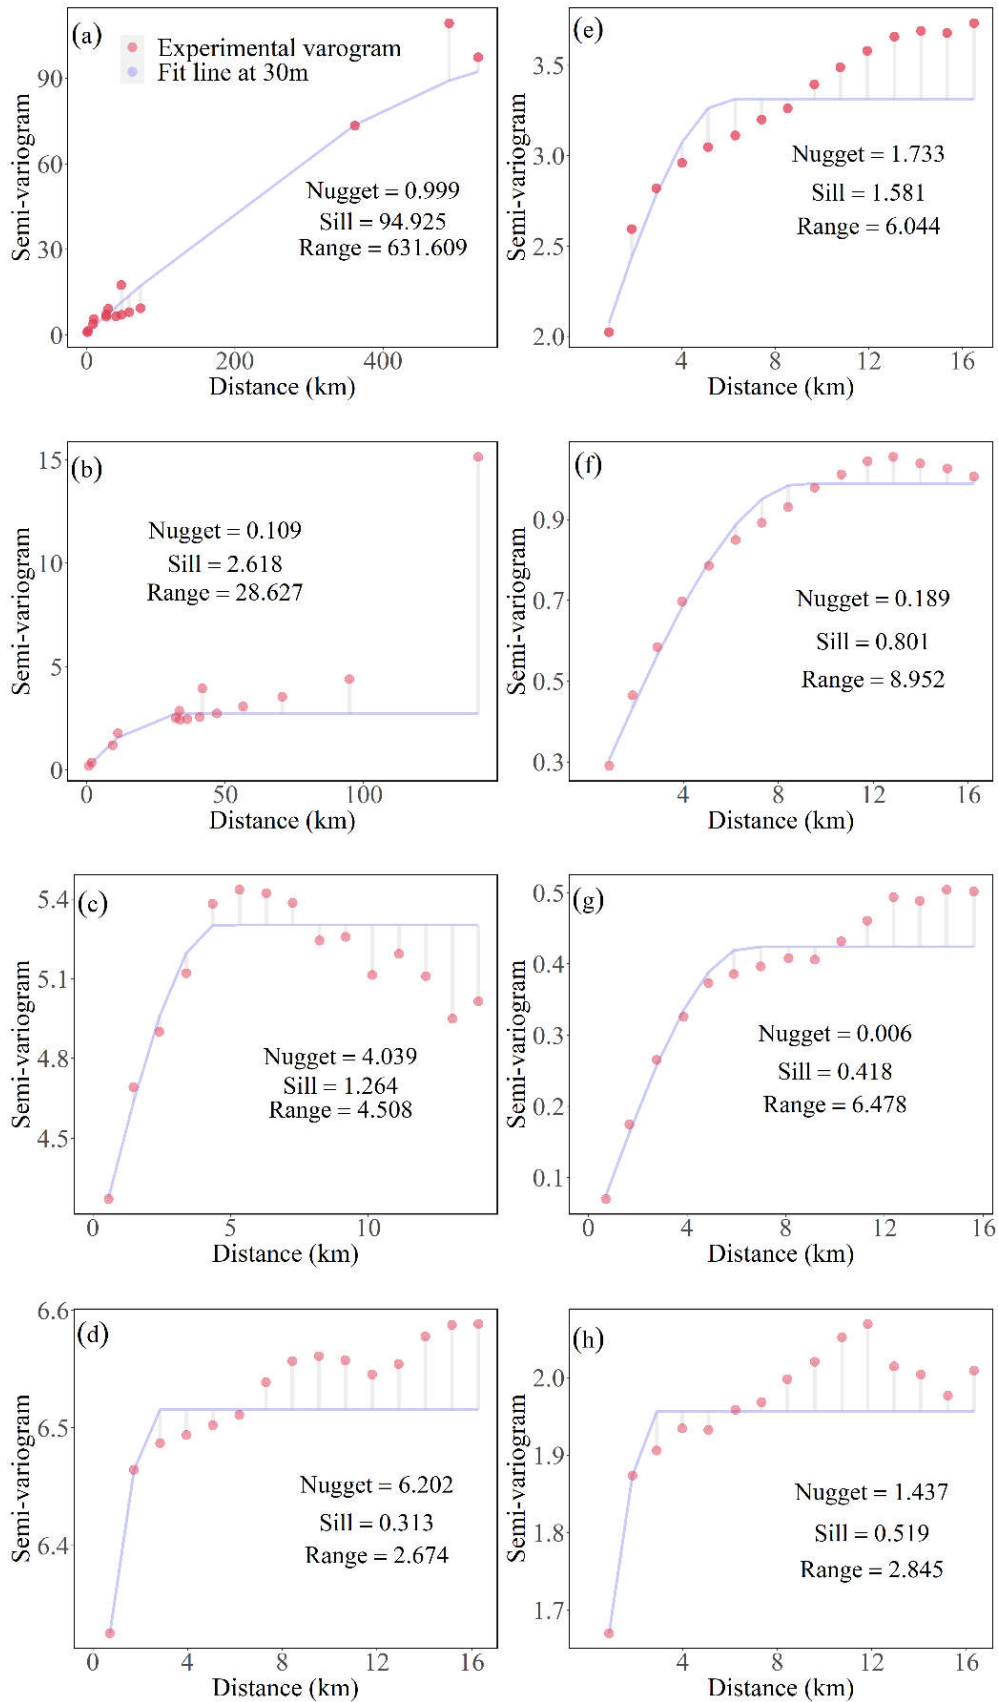 (a)
Experimental varogram
Fit line at 30m
90
60
30
0
Semi-variogram
Nugget = 0.999
Sill = 94.925
Range = 631.609
0 200 400
Distance (km)
(e)
3.5
3.0
2.5
2.0
Semi-variogram
Nugget = 1.733
Sill = 1.581
Range = 6.044
4 8 12 16
Distance (km)
(b)
15
10
5
0
Semi-variogram
Nugget = 0.109
Sill = 2.618
Range = 28.627
0 50 100
Distance (km)
(f)
0.9
0.7
0.5
0.3
Semi-variogram
Nugget = 0.189
Sill = 0.801
Range = 8.952
4 8 12 16
Distance (km)
(c)
5.4
5.1
4.8
4.5
Semi-variogram
Nugget = 4.039
Sill = 1.264
Range = 4.508
0 5 10
Distance (km)
(g)
0.5
0.4
0.3
0.2
0.1
Semi-variogram
Nugget = 0.006
Sill = 0.418
Range = 6.478
0 4 8 12 16
Distance (km)
(d)
6.6
6.5
6.4
Semi-variogram
Nugget = 6.202
Sill = 0.313
Range = 2.674
0 4 8 12 16
Distance (km)
(h)
2.0
1.9
1.8
1.7
Semi-variogram
Nugget = 1.437
Sill = 0.519
Range = 2.845
4 8 12 16
Distance (km)